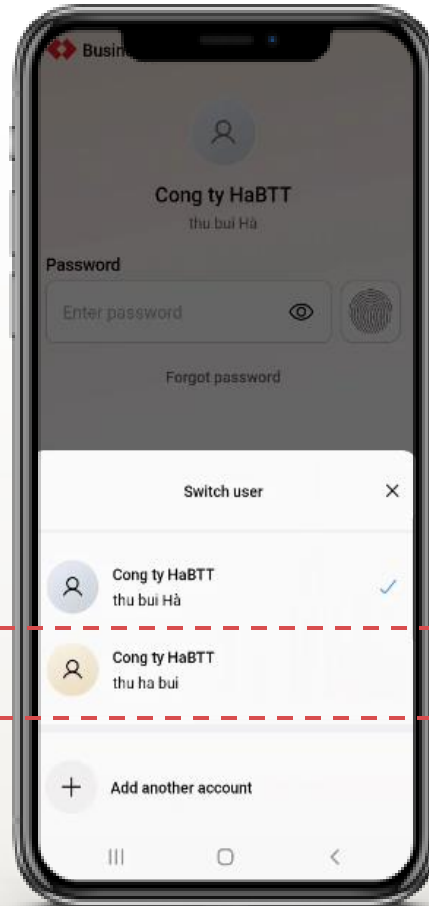 Busin
Cong ty HaBTT
thu bui Hà
Password
Enter password
Forgot password
Switch user
Cong ty HaBTT
thu bui Hà
Cong ty HaBTT
thu ha bui
Add another account